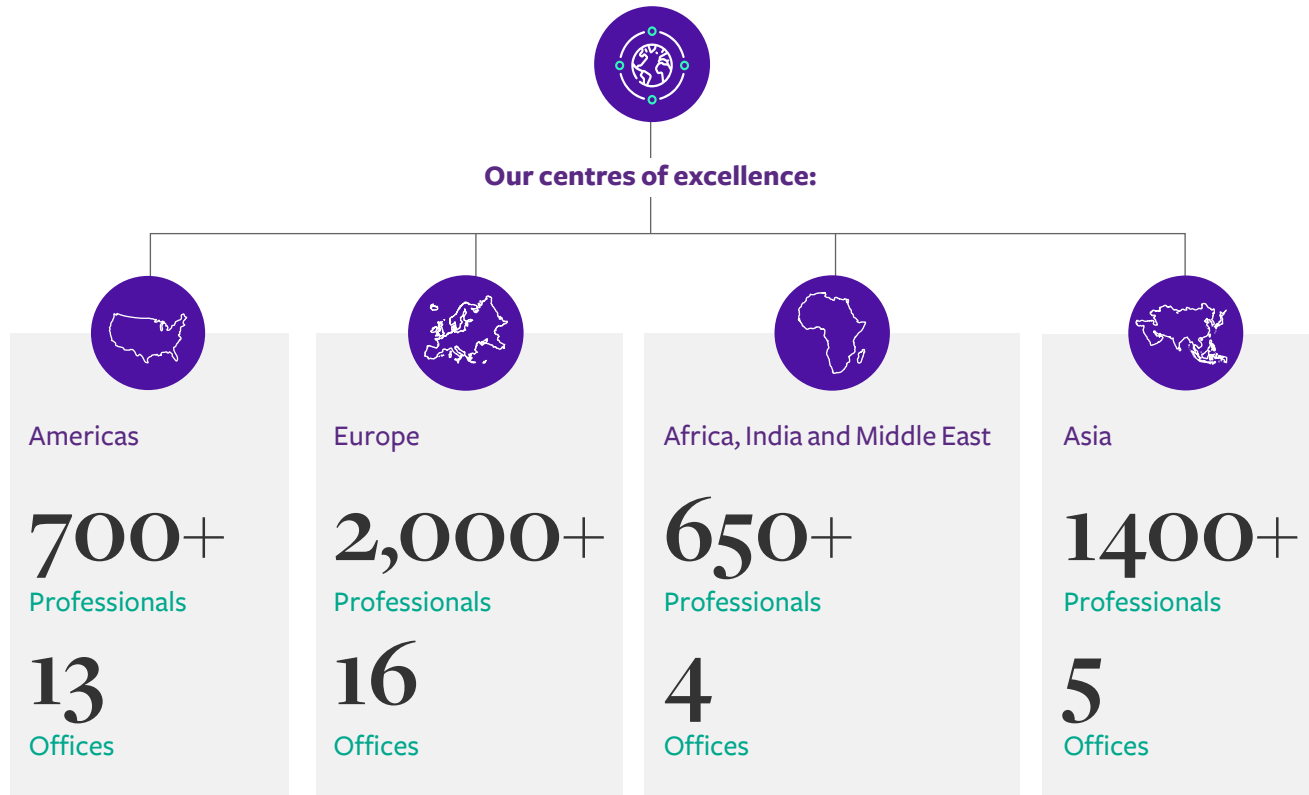 Our centres of excellence:
Americas
700+
Professionals
13
Offices
Europe
2,000+
Professionals
16
Offices
Africa, India and Middle East
650+
Professionals
4
Offices
Asia
1400+
Professionals
5
Offices